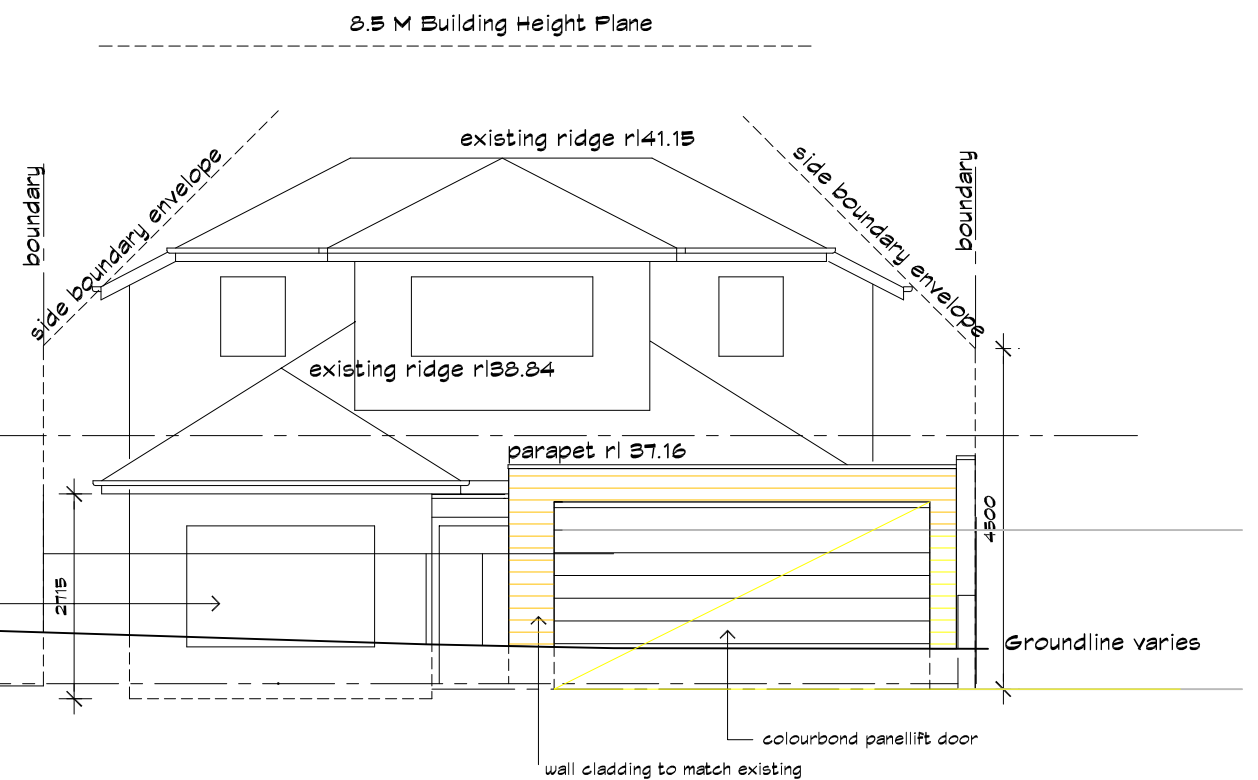 8.5 M Building Height Plane
existing ridge rl41.15
boundary
side boundary envelope
side boundary envelope
boundary
existing ridge rl38.84
parapet rl 37.16
4500
2715
Groundline varies
colourbond panellift door
wall cladding to match existing